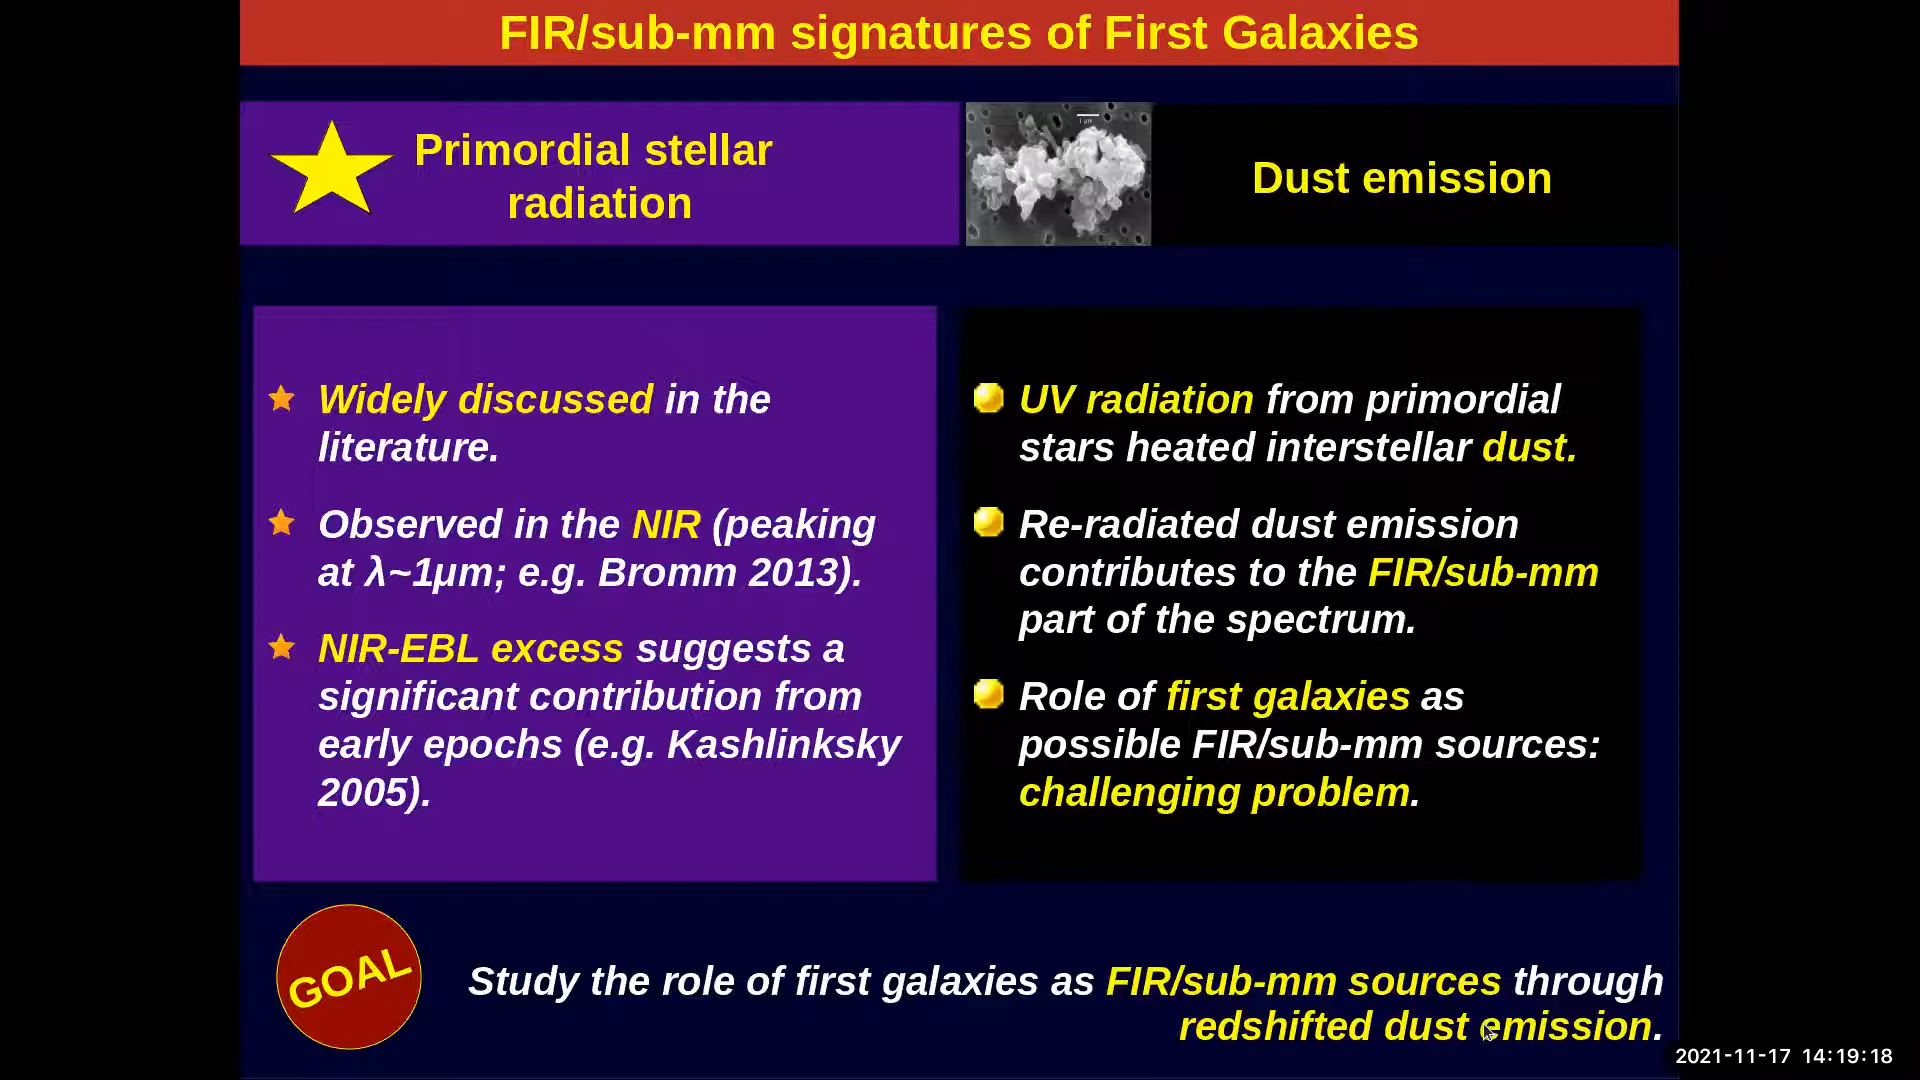 FIR/sub-mm signatures of First Galaxies
Primordial stellar
radiation
1 μm
Dust emission
Widely discussed in the
literature.
Observed in the NIR (peaking
at λ~1μm; e.g. Bromm 2013).
NIR-EBL excess suggests a
significant contribution from
early epochs (e.g. Kashlinksky
2005).
UV radiation from primordial
stars heated interstellar dust.
Re-radiated dust emission
contributes to the FIR/sub-mm
part of the spectrum.
Role of first galaxies as
possible FIR/sub-mm sources:
challenging problem.
GOAL
Study the role of first galaxies as FIR/sub-mm sources through
redshifted dust emission.
2021-11-17 14:19:18